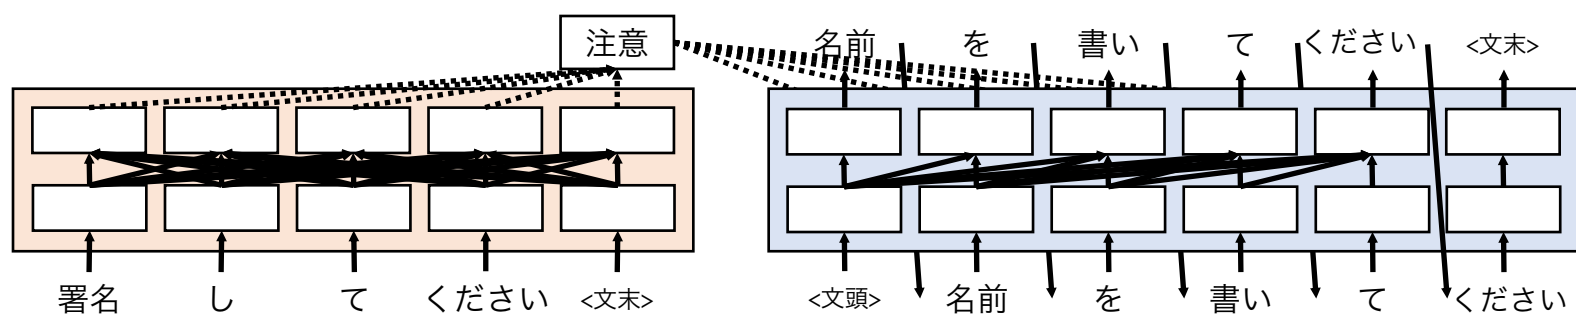 注意
名前 を 書い て ください <文末>
署名 し て ください <文末>
<文頭> 名前 を 書い て ください